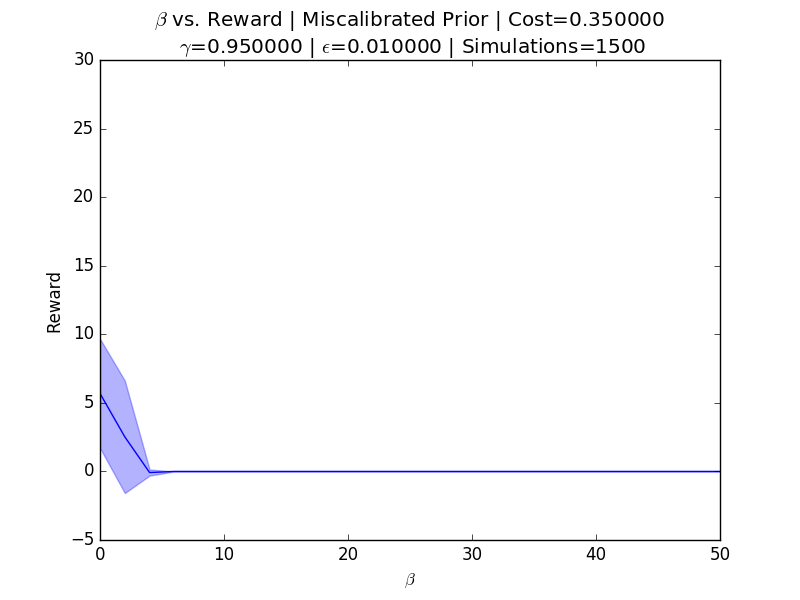 β vs. Reward | Miscalibrated Prior | Cost=0.350000
γ=0.950000 | ϵ=0.010000 | Simulations=1500
30
25
20
15
10
5
0
−5
Reward
0 10 20 30 40 50
β